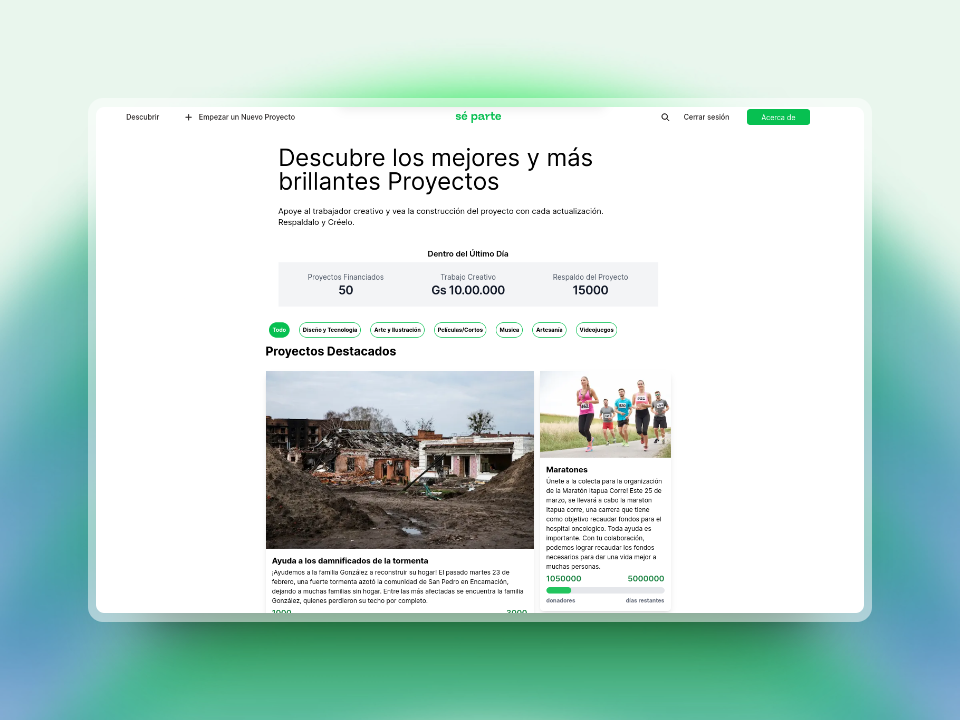 Descubrir
Empezar un Nuevo Proyecto
sé parte
Cerrar sesión
Acerca de
Descubre los mejores y más
brillantes Proyectos
Apoye al trabajador creativo y vea la construcción del proyecto con cada actualización.
Respaldalo y Créelo.
Dentro del Último Día
Proyectos Financiados
50
Trabajo Creativo
Gs 10.00.000
Respaldo del Proyecto
15000
Todo
Diseño y Tecnología
Arte y Ilustración
Películas/Cortos
Musica
Artesanía
Videojuegos
Proyectos Destacados
Ayuda a los damnificados de la tormenta
¡Ayudemos a la familia González a reconstruir su hogar! El pasado martes 23 de
febrero, una fuerte tormenta azotó la comunidad de San Pedro en Encarnación,
dejando a muchas familias sin hogar. Entre las más afectadas se encuentra la familia
González, quienes perdieron su techo por completo.
1000
3000
Maratones
Únete a la colecta para la organización
de la Maratón Itapua Corre! Este 25 de
marzo, se llevará a cabo la maraton
Itapua corre, una carrera que tiene
como objetivo recaudar fondos para el
hospital oncologico. Toda ayuda es
importante. Con tu colaboración,
podemos lograr recaudar los fondos
necesarios para dar una vida mejor a
muchas personas.
1050000
5000000
donadores
días restantes